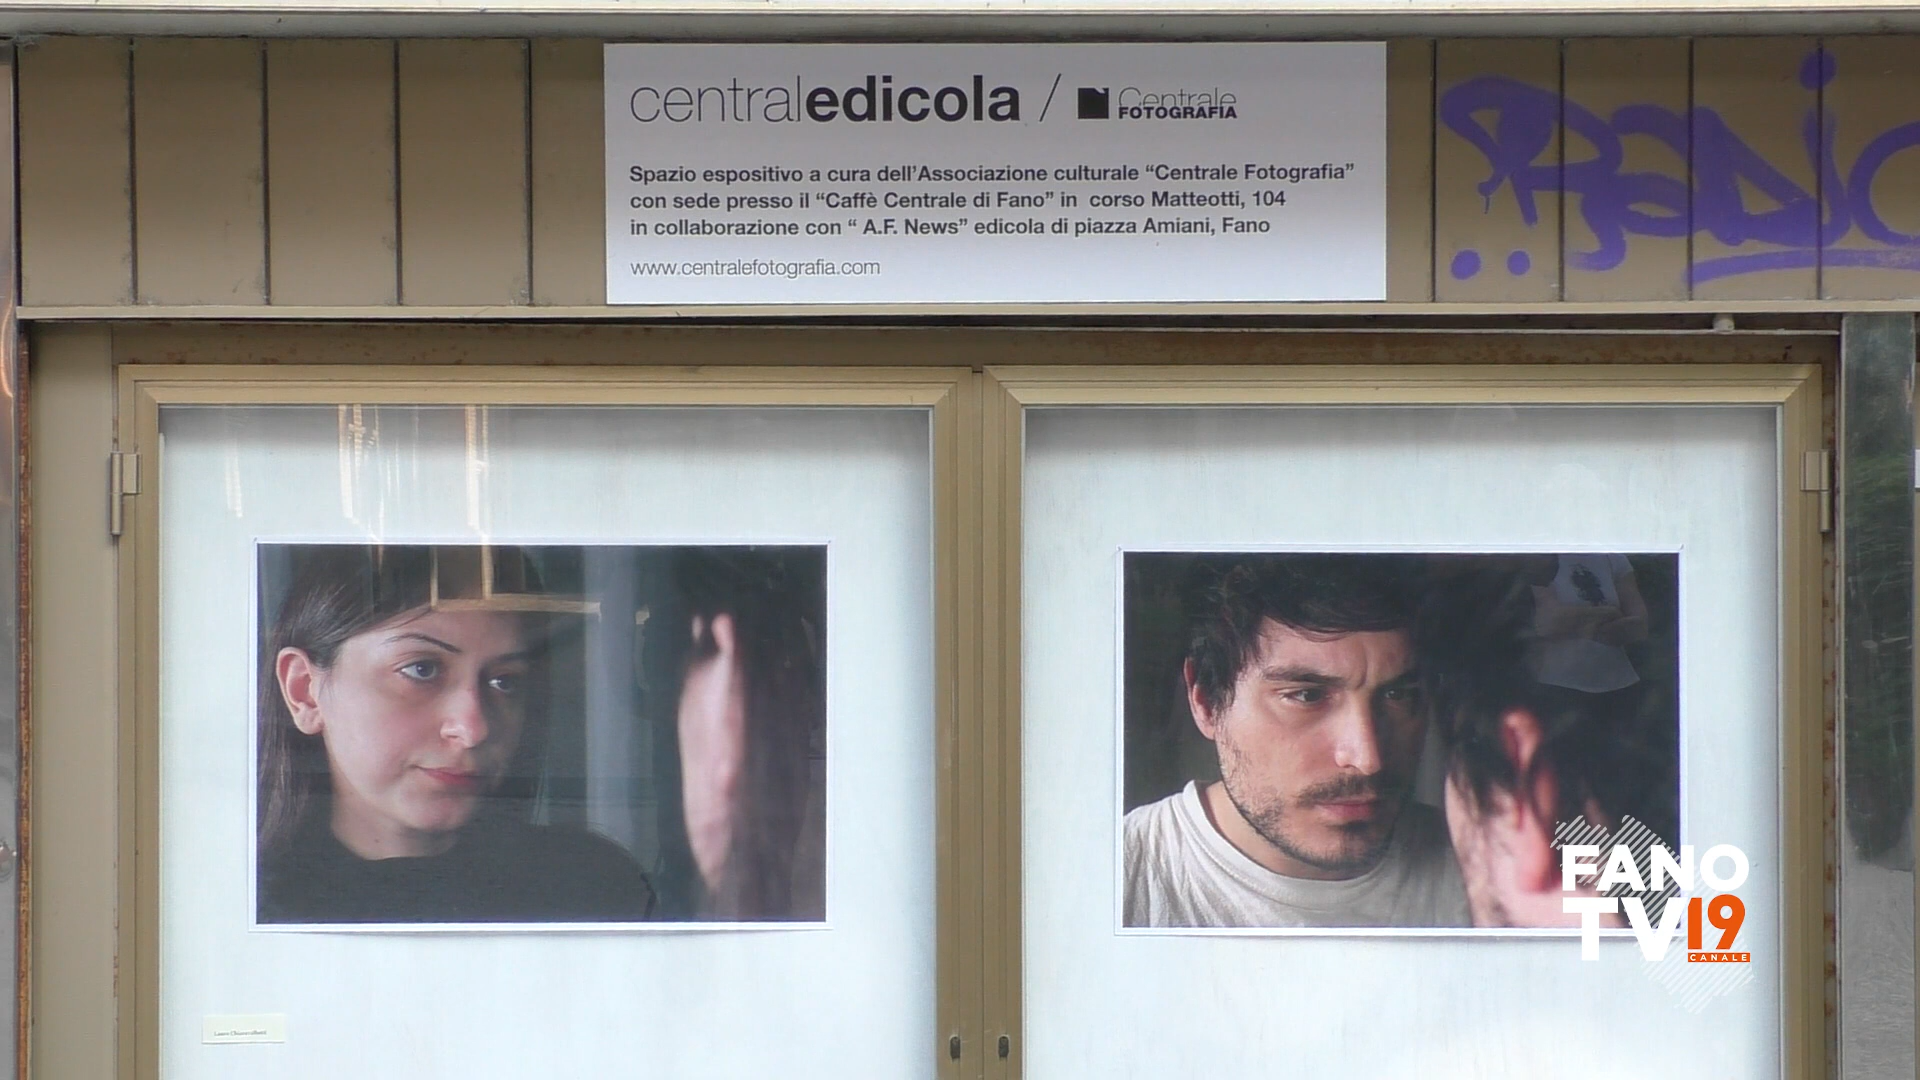 centraledicola / Centrale
FOTOGRAFIA
Spazio espositivo a cura dell’Associazione culturale “Centrale Fotografia”
con sede presso il “Caffè Centrale di Fano” in corso Matteotti, 104
in collaborazione con “ A.F. News” edicola di piazza Amiani, Fano
www.centralefotografia.com
FANO
TV19
CANALE